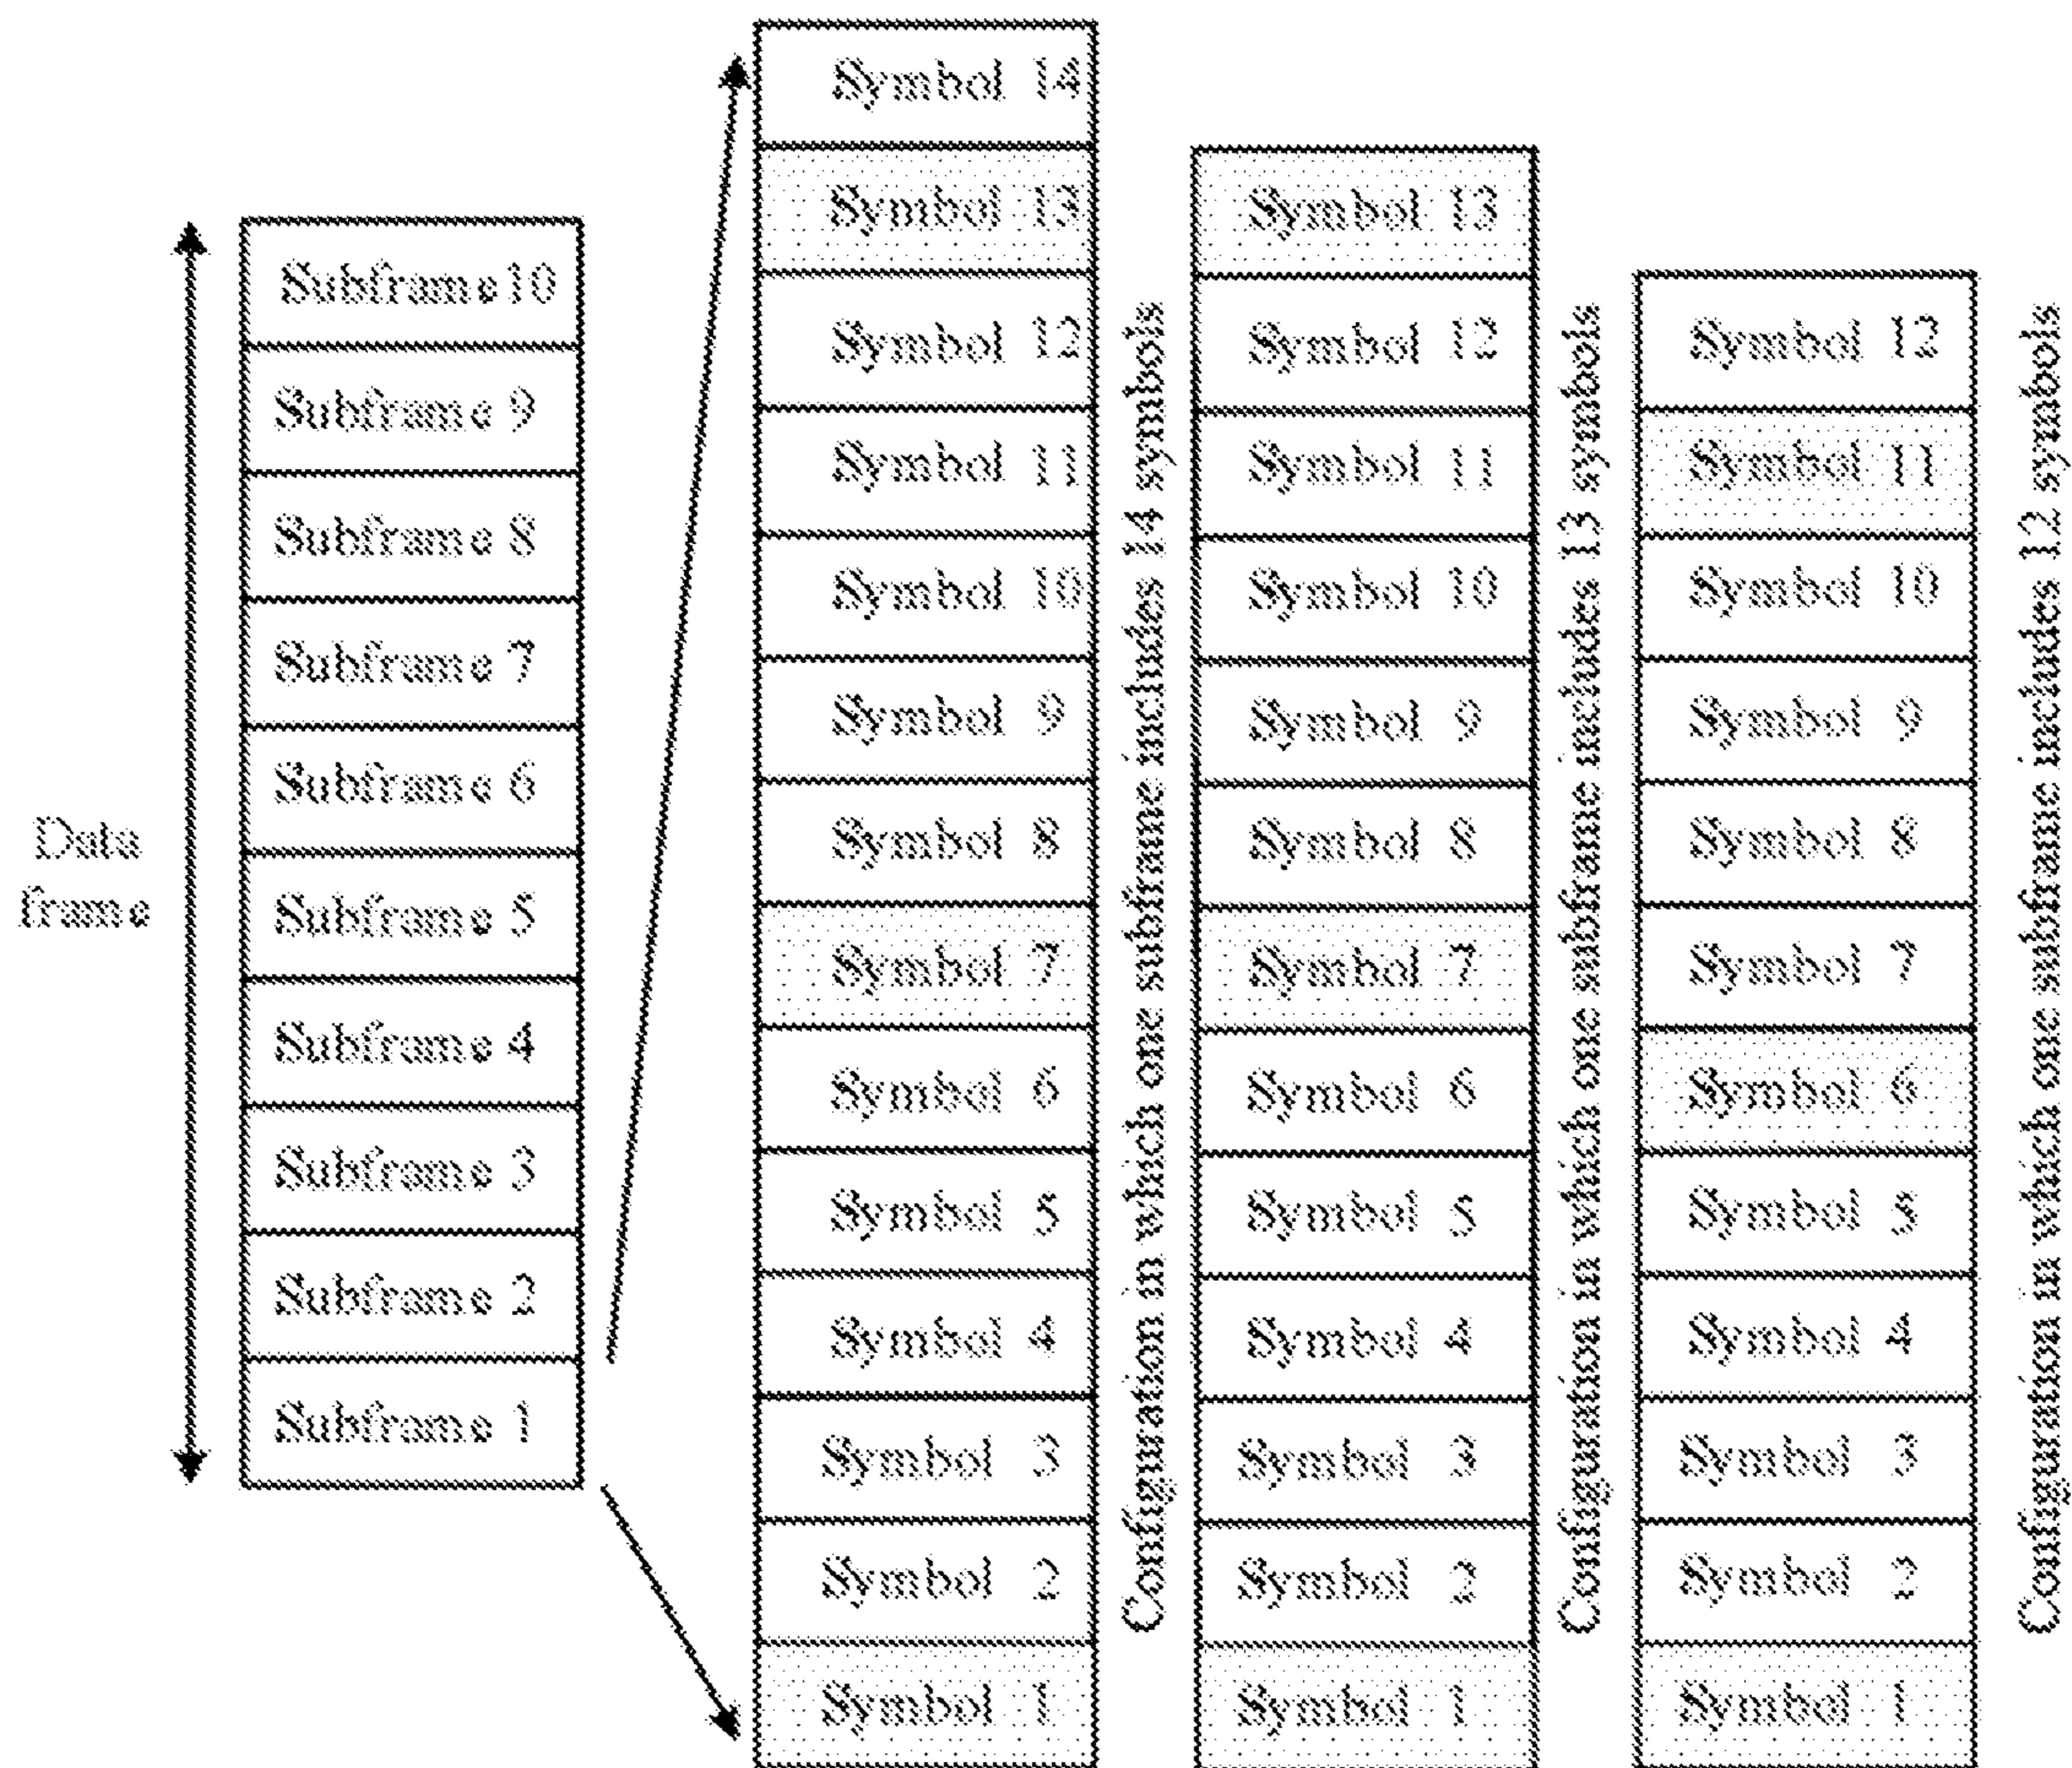 Data
frame
Subframe 10
Subframe 9
Subframe 8
Subframe 7
Subframe 6
Subframe 5
Subframe 4
Subframe 3
Subframe 2
Subframe 1
Symbol 14
Symbol 13
Symbol 12
Symbol 11
Symbol 10
Symbol 9
Symbol 8
Symbol 7
Symbol 6
Symbol 5
Symbol 4
Symbol 3
Symbol 2
Symbol 1
Configuration in which one subframe includes 14 symbols
Symbol 13
Symbol 12
Symbol 11
Symbol 10
Symbol 9
Symbol 8
Symbol 7
Symbol 6
Symbol 5
Symbol 4
Symbol 3
Symbol 2
Symbol 1
Configuration in which one subframe includes 13 symbols
Symbol 12
Symbol 11
Symbol 10
Symbol 9
Symbol 8
Symbol 7
Symbol 6
Symbol 5
Symbol 4
Symbol 3
Symbol 2
Symbol 1
Configuration in which one subframe includes 12 symbols